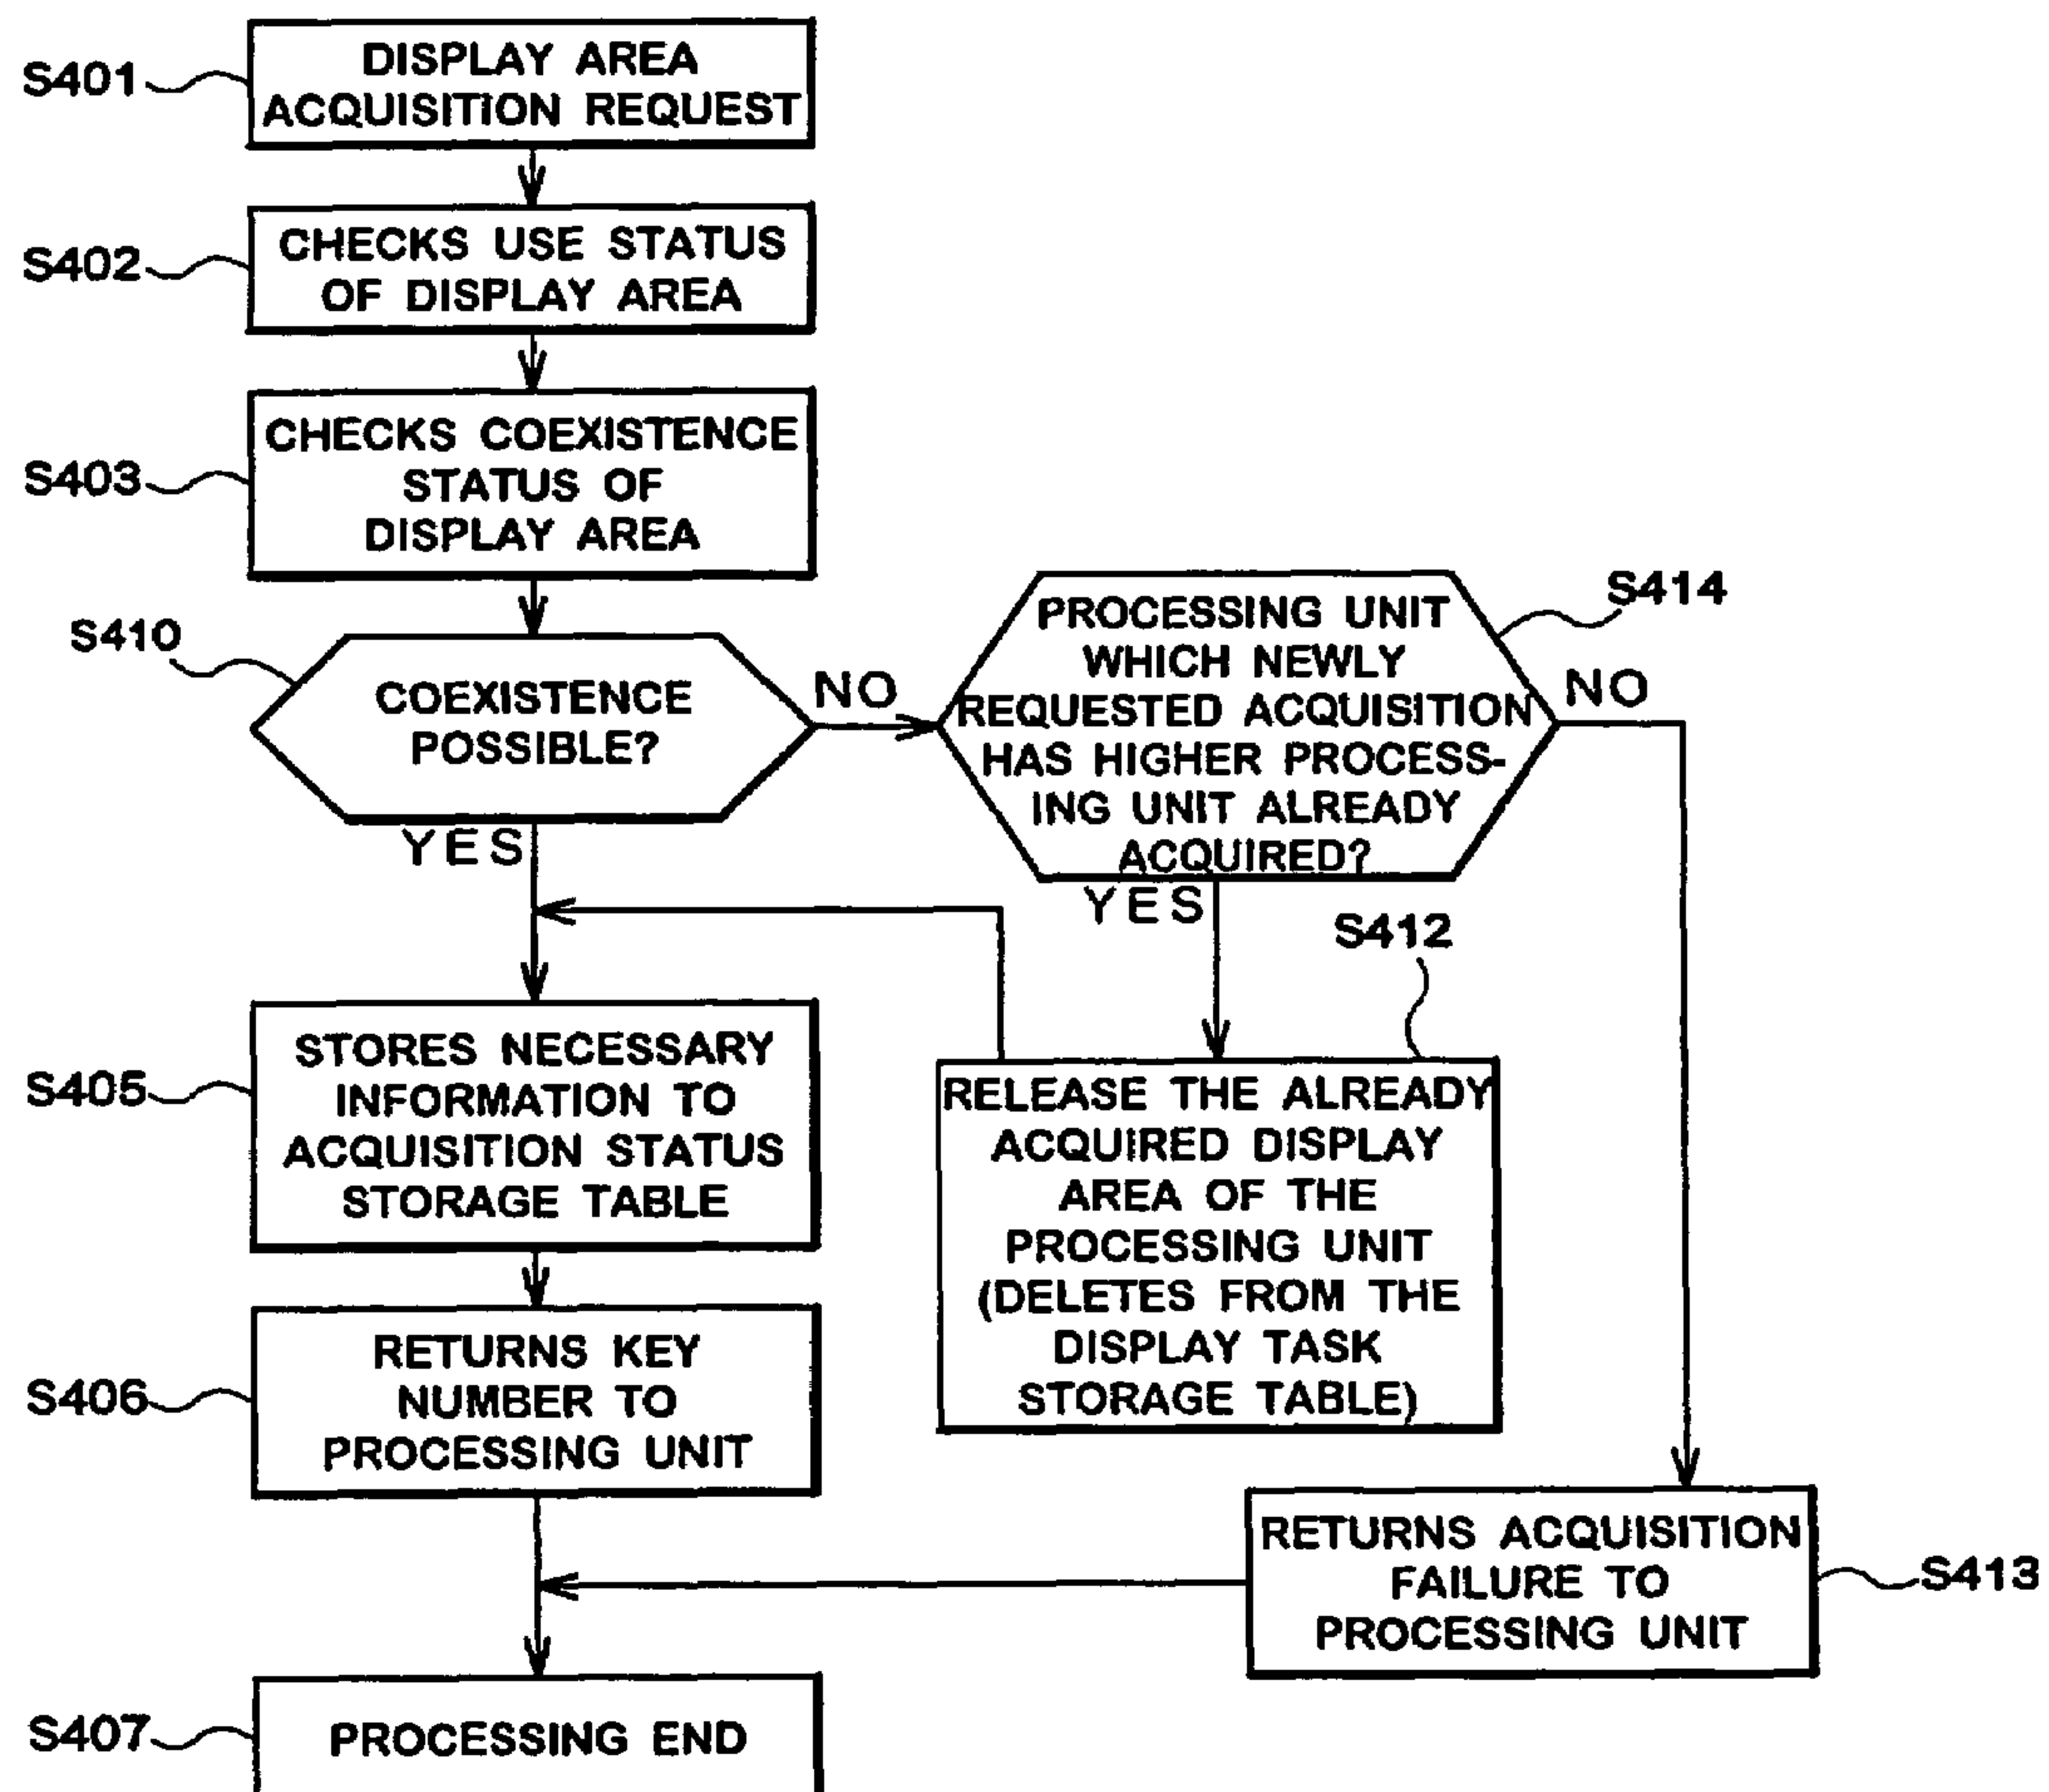 S401
DISPLAY AREA
ACQUISITION REQUEST
S402
CHECKS USE STATUS
OF DISPLAY AREA
S403
CHECKS COEXISTENCE
STATUS OF
DISPLAY AREA
S410
COEXISTENCE
POSSIBLE?
NO
YES
S414
PROCESSING UNIT
WHICH NEWLY
REQUESTED ACQUISITION
HAS HIGHER PROCESS-
ING UNIT ALREADY
ACQUIRED?
NO
YES
S412
RELEASE THE ALREADY
ACQUIRED DISPLAY
AREA OF THE
PROCESSING UNIT
(DELETES FROM THE
DISPLAY TASK
STORAGE TABLE)
S405
STORES NECESSARY
INFORMATION TO
ACQUISITION STATUS
STORAGE TABLE
S406
RETURNS KEY
NUMBER TO
PROCESSING UNIT
RETURNS ACQUISITION
FAILURE TO
PROCESSING UNIT
S413
S407
PROCESSING END